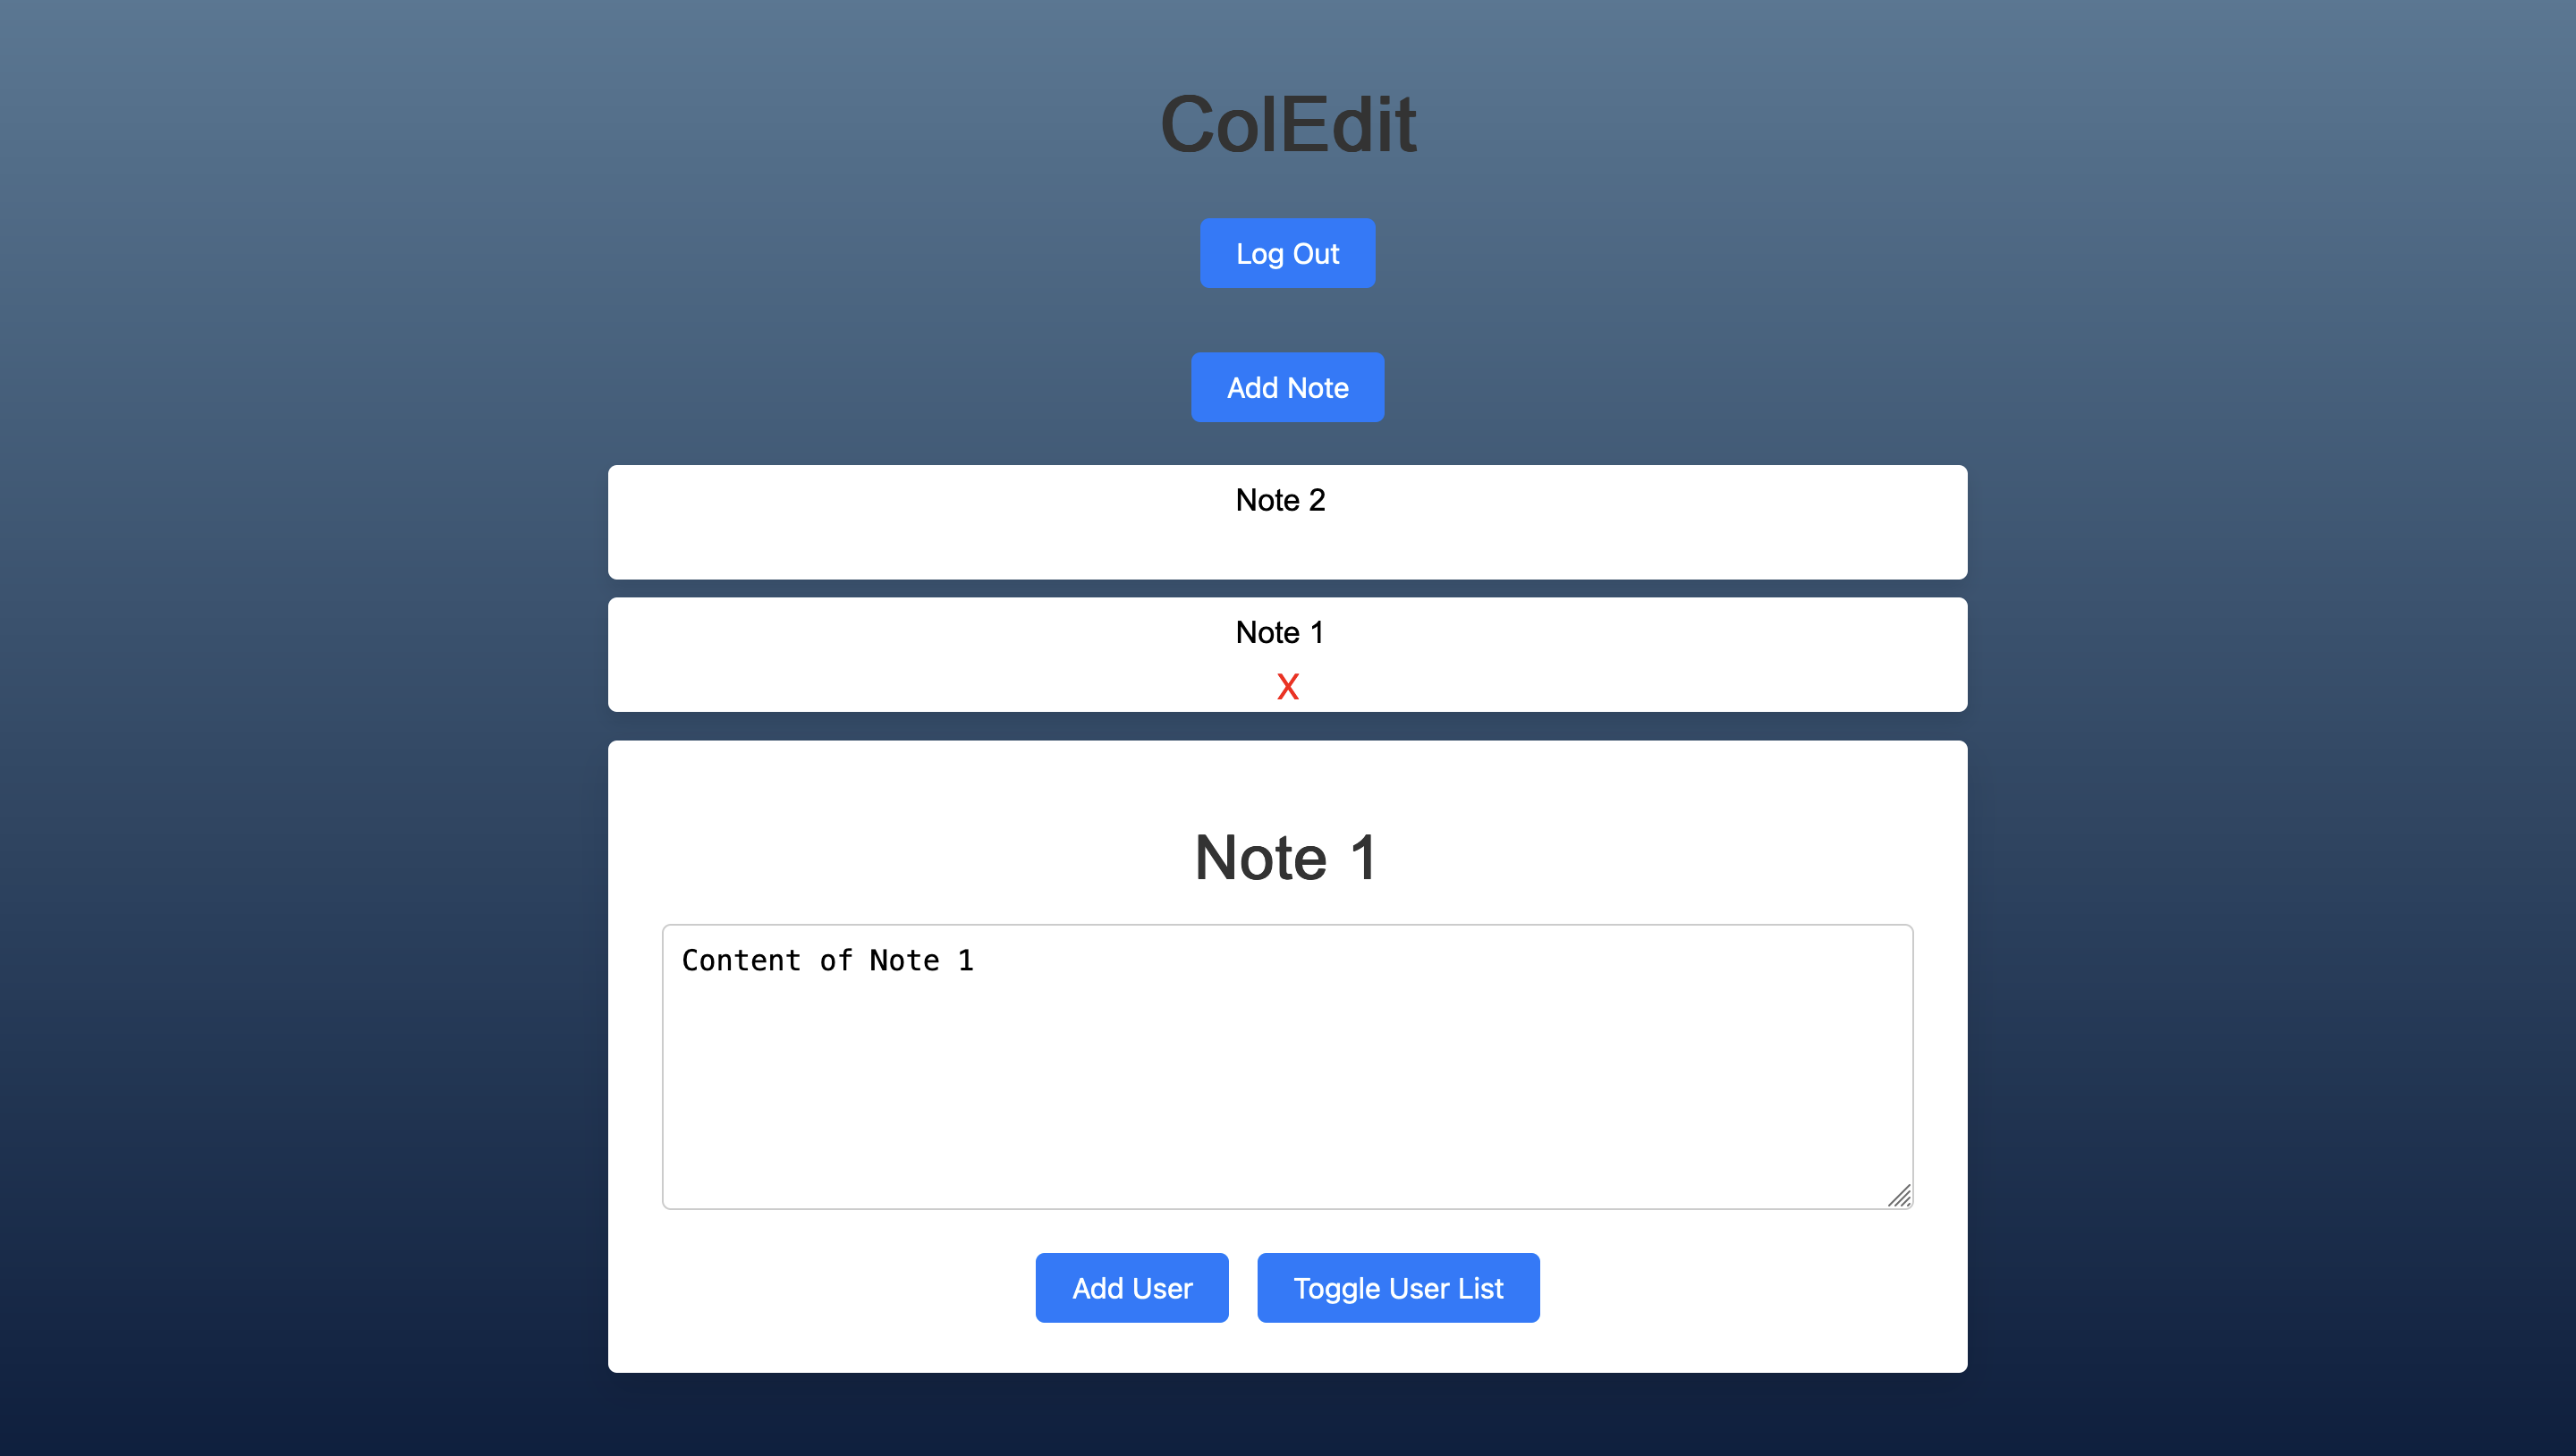 ColEdit
Log Out
Add Note
Note 2
Note 1
X
Note 1
Content of Note 1
Add User Toggle User List